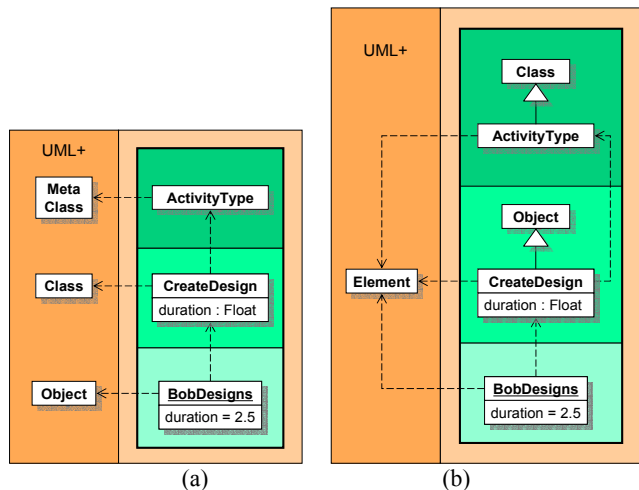 UML+
Meta
Class
ActivityType
Class
CreateDesign
duration : Float
Object
BobDesigns
duration = 2.5
(a)
UML+
Class
ActivityType
Object
Element
CreateDesign
duration : Float
BobDesigns
duration = 2.5
(b)